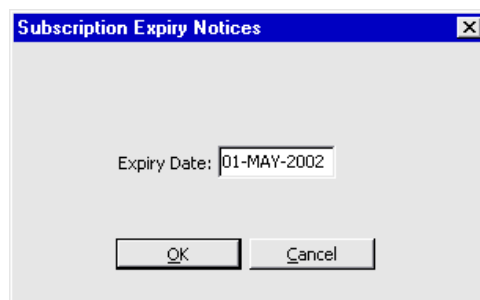 Subscription Expiry Notices
Expiry Date: 01-MAY-2002
OK Cancel